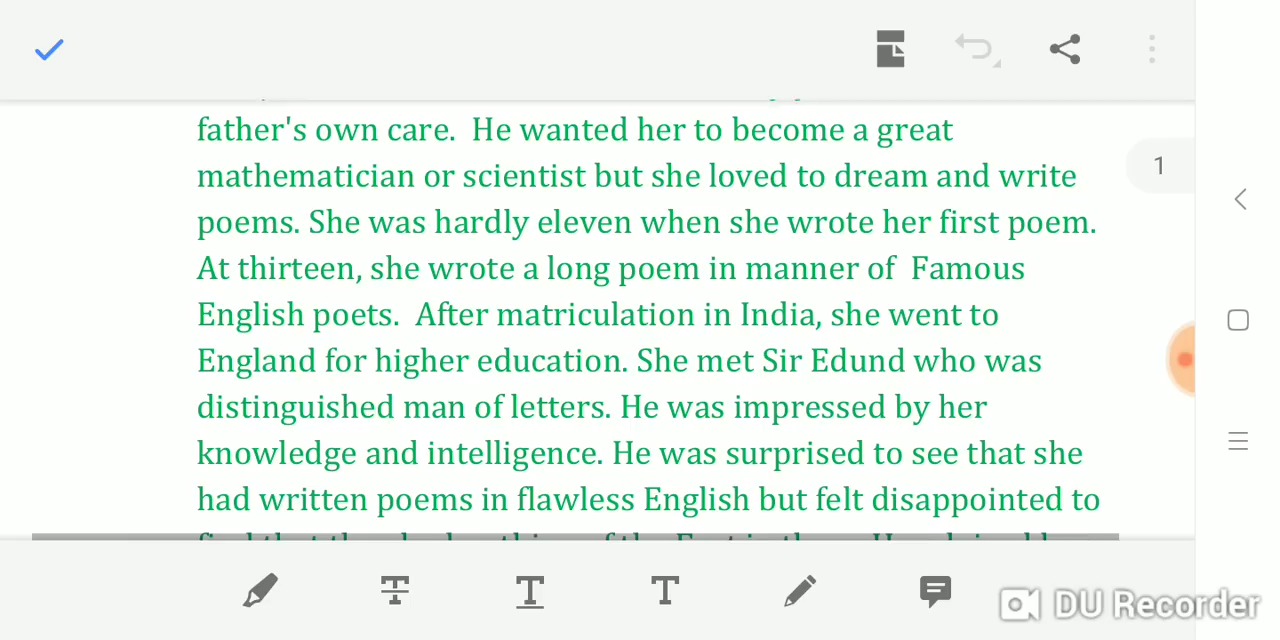 father's own care. He wanted her to become a great
1
mathematician or scientist but she loved to dream and write
poems. She was hardly eleven when she wrote her first poem.
At thirteen, she wrote a long poem in manner of Famous
English poets. After matriculation in India, she went to
England for higher education. She met Sir Edund who was
distinguished man of letters. He was impressed by her
knowledge and intelligence. He was surprised to see that she
had written poems in flawless English but felt disappointed to
DU Recorder